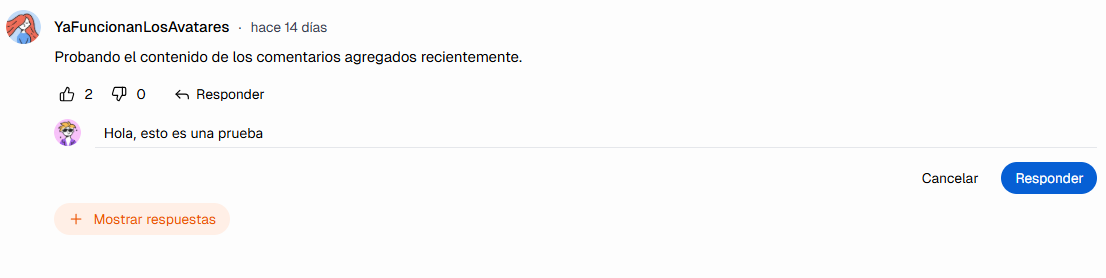 YaFuncionanLosAvatares · hace 14 días
Probando el contenido de los comentarios agregados recientemente.
2 0 Responder
Hola, esto es una prueba
Cancelar Responder
+ Mostrar respuestas